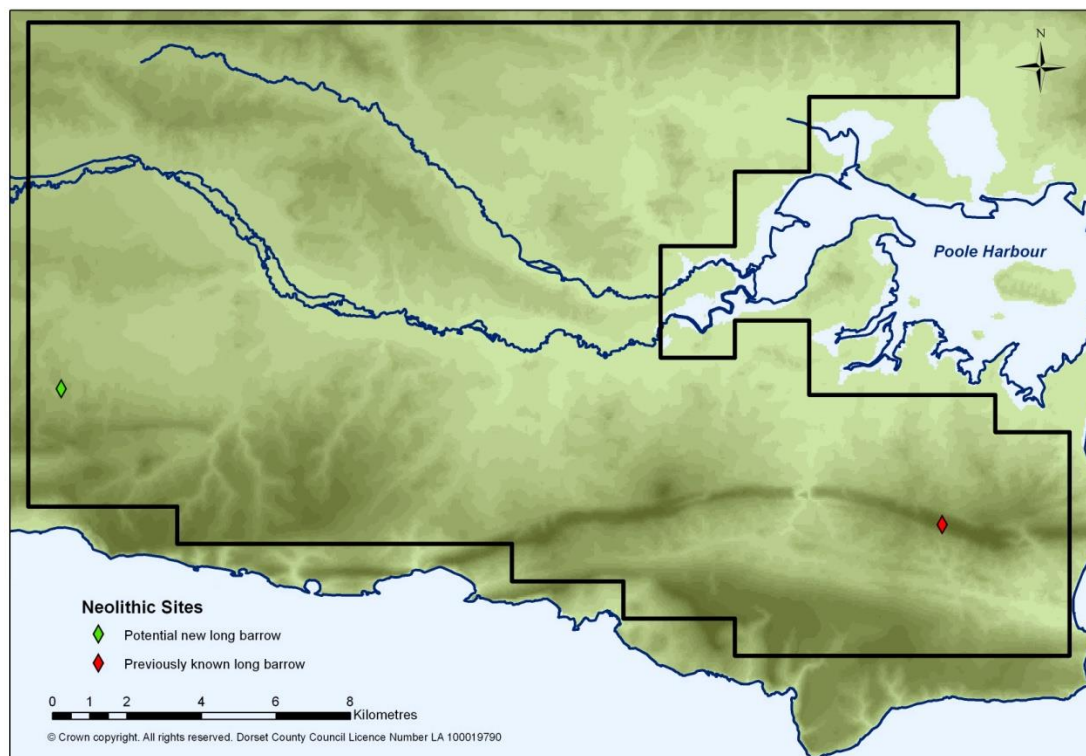 N
Poole Harbour
Neolithic Sites
Potential new long barrow
Previously known long barrow
0 1 2 4 6 8
Kilometres
© Crown copyright. All rights reserved. Dorset County Council Licence Number LA 100019790